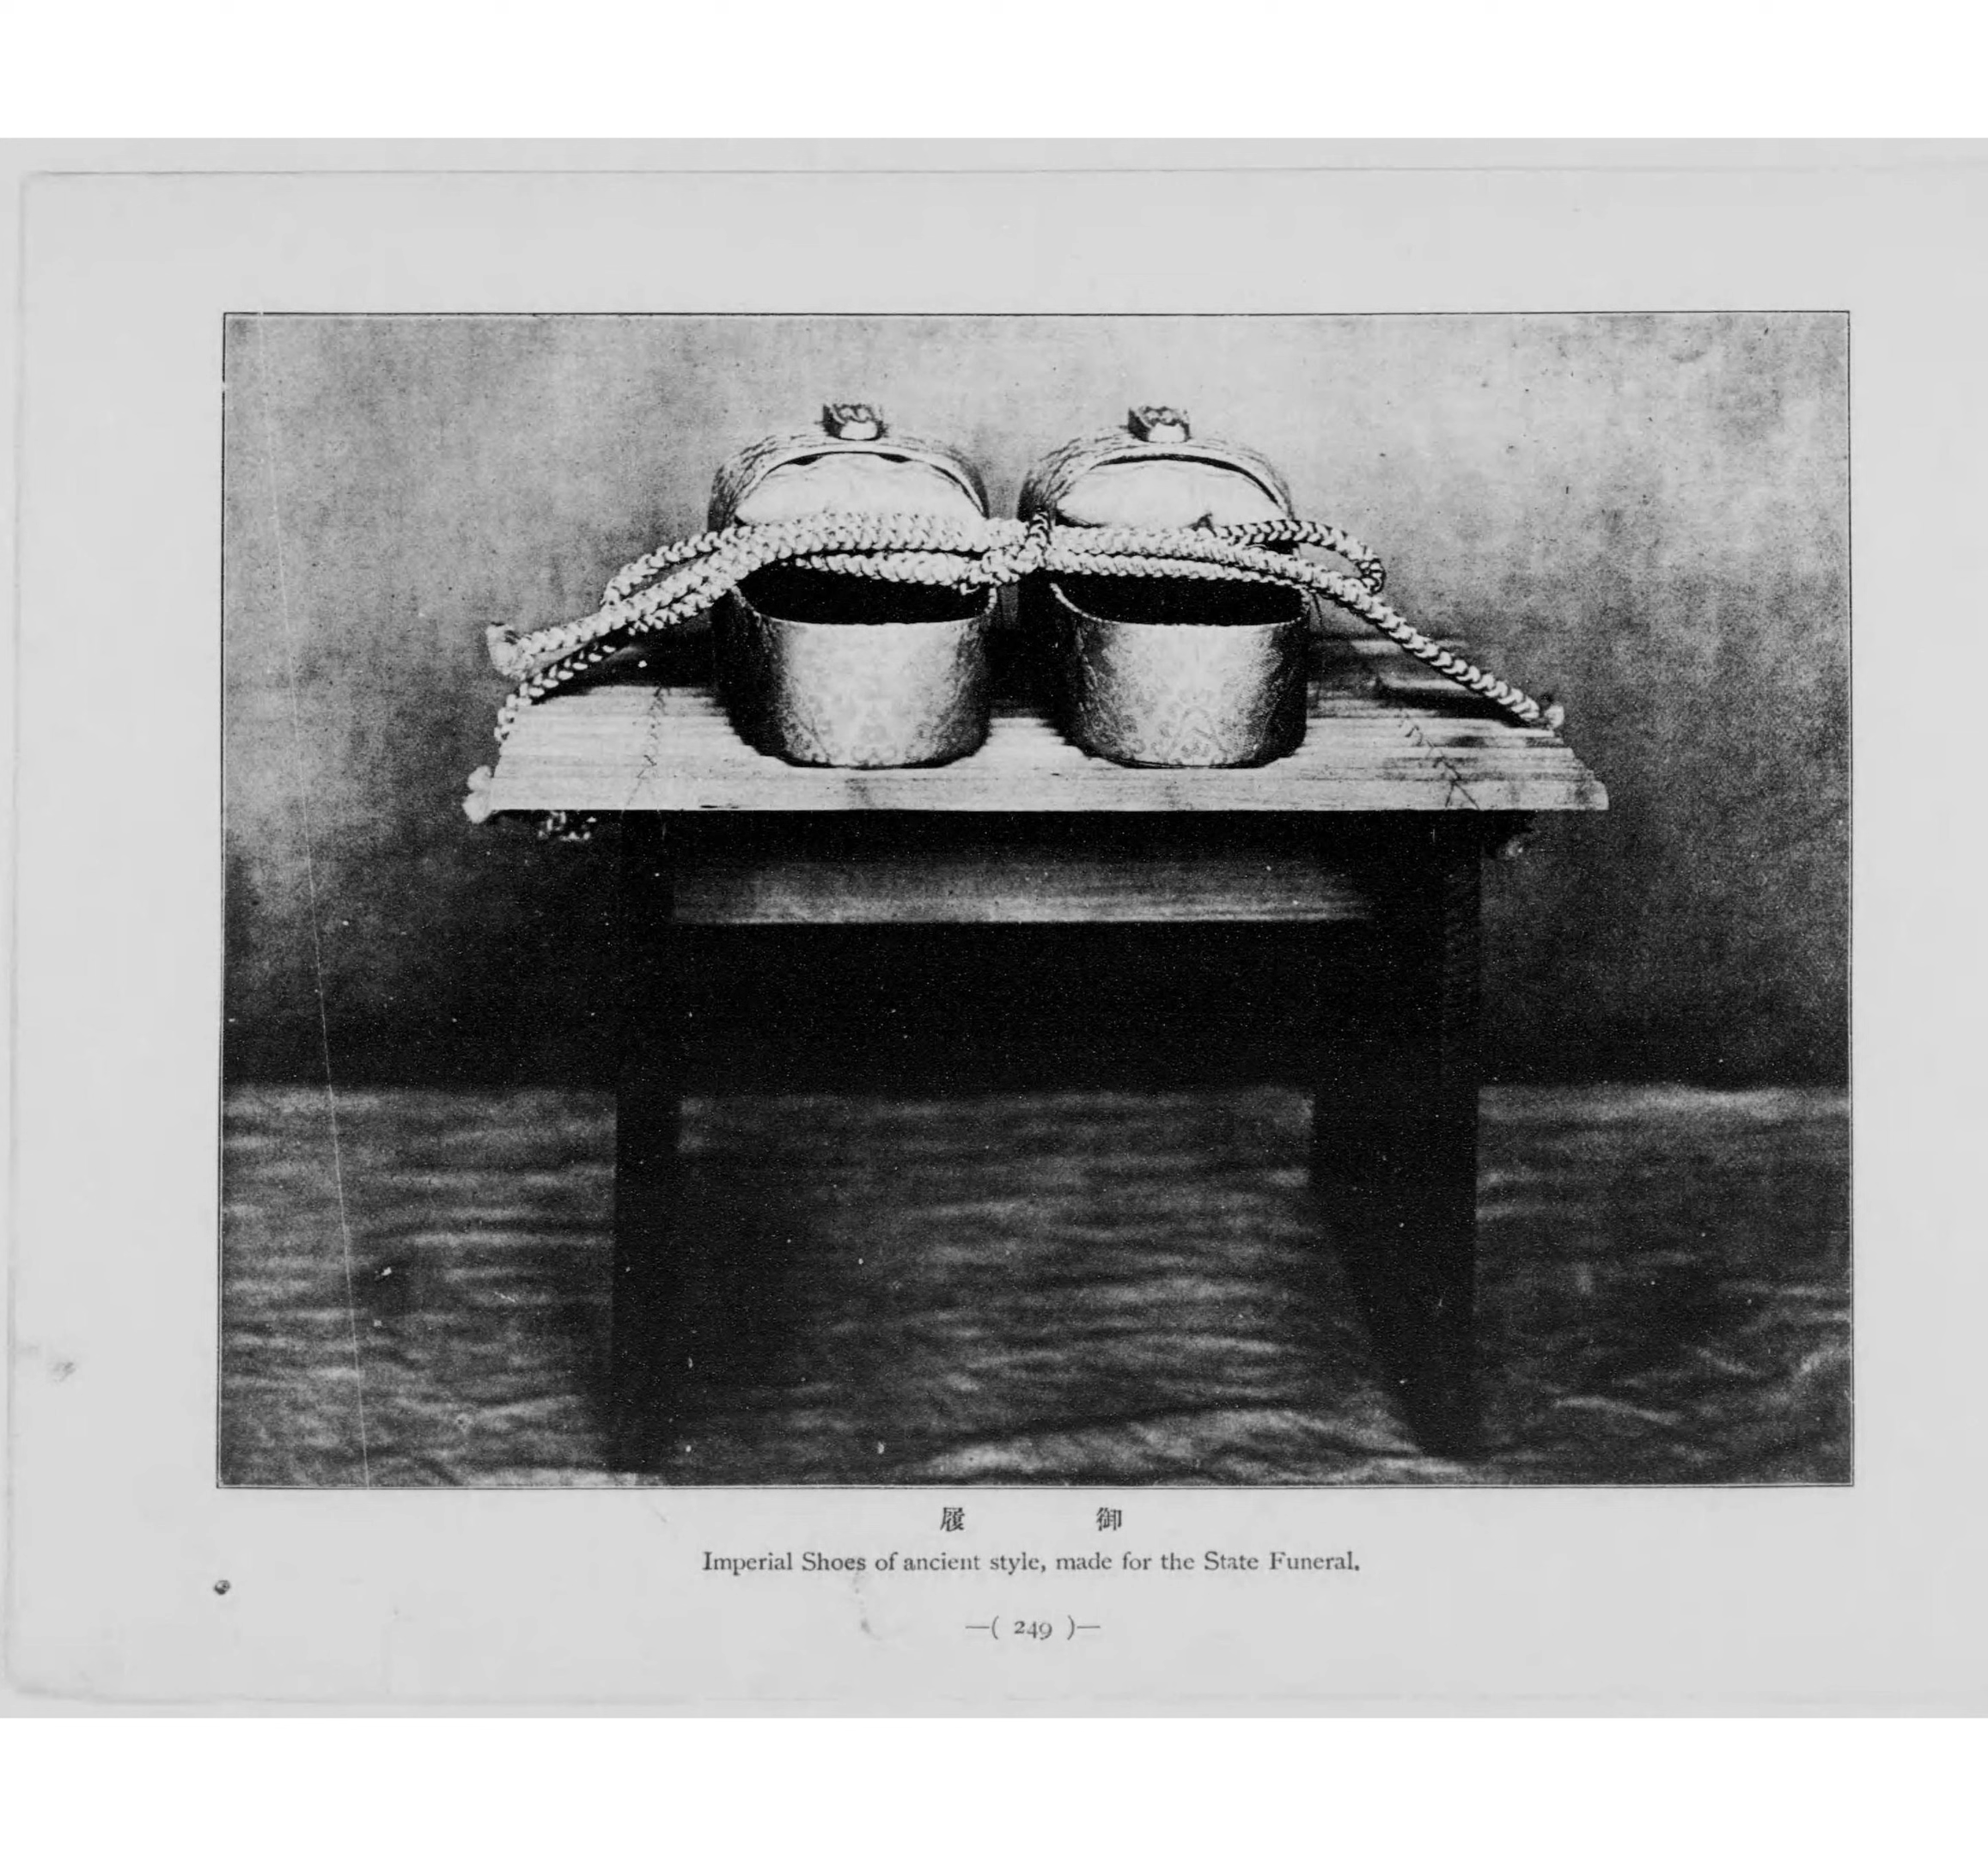 御履
Imperial Shoes of ancient style, made for the State Funeral.
—( 249 )—